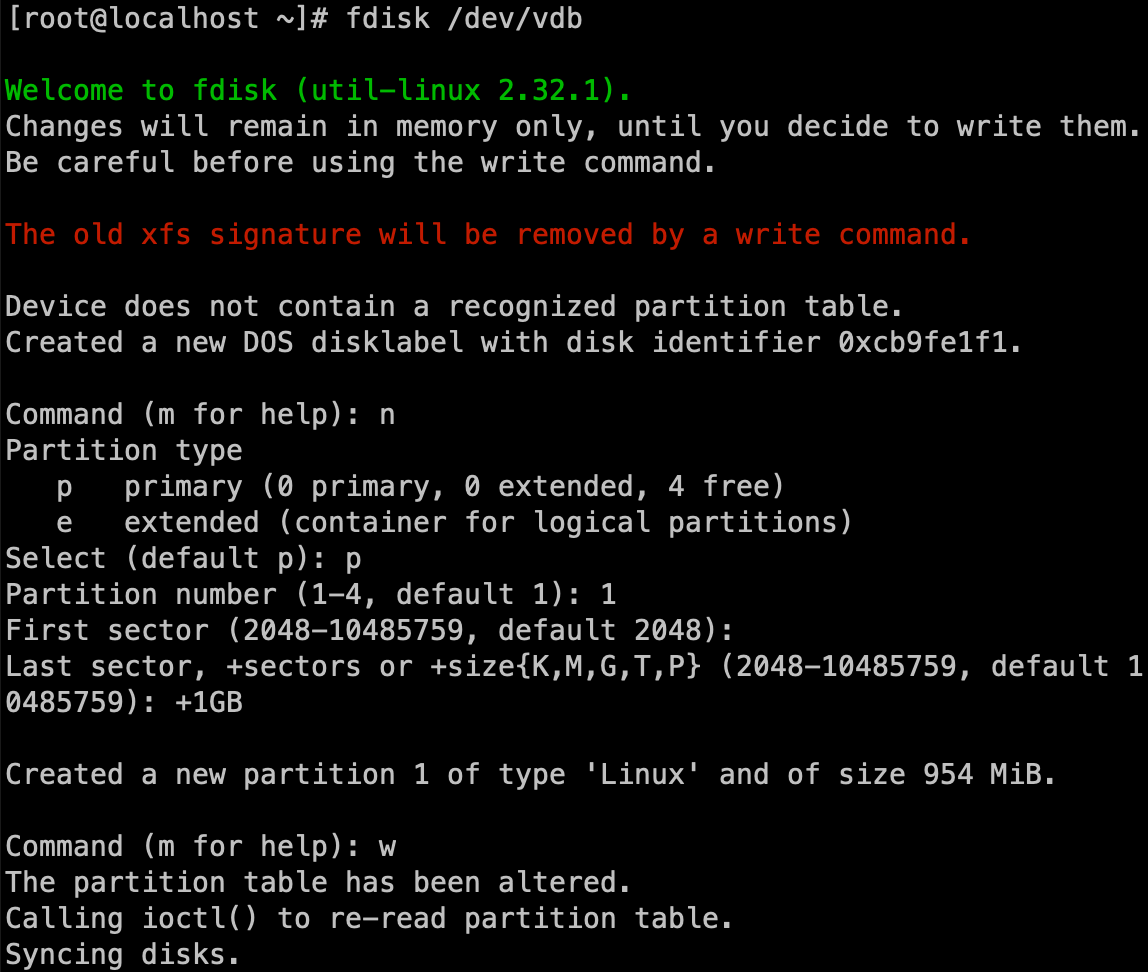 [root@localhost ~]# fdisk /dev/vdb
Welcome to fdisk (util-linux 2.32.1).
Changes will remain in memory only, until you decide to write them.
Be careful before using the write command.
The old xfs signature will be removed by a write command.
Device does not contain a recognized partition table.
Created a new DOS disklabel with disk identifier 0xcb9fe1f1.
Command (m for help): n
Partition type
   p   primary (0 primary, 0 extended, 4 free)
   e   extended (container for logical partitions)
Select (default p): p
Partition number (1-4, default 1): 1
First sector (2048-10485759, default 2048):
Last sector, +sectors or +size{K,M,G,T,P} (2048-10485759, default 1
0485759): +1GB
Created a new partition 1 of type 'Linux' and of size 954 MiB.
Command (m for help): w
The partition table has been altered.
Calling ioctl() to re-read partition table.
Syncing disks.